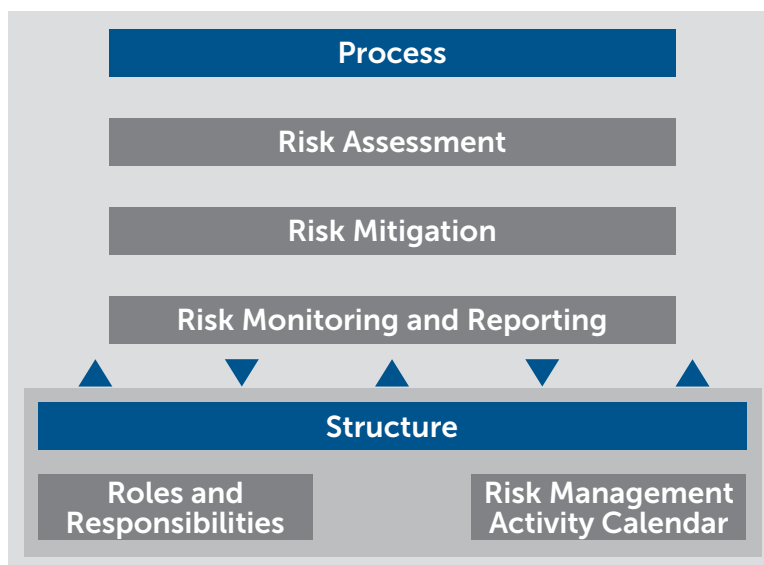 Process
Risk Assessment
Risk Mitigation
Risk Monitoring and Reporting
Structure
Roles and
Responsibilities
Risk Management
Activity Calendar